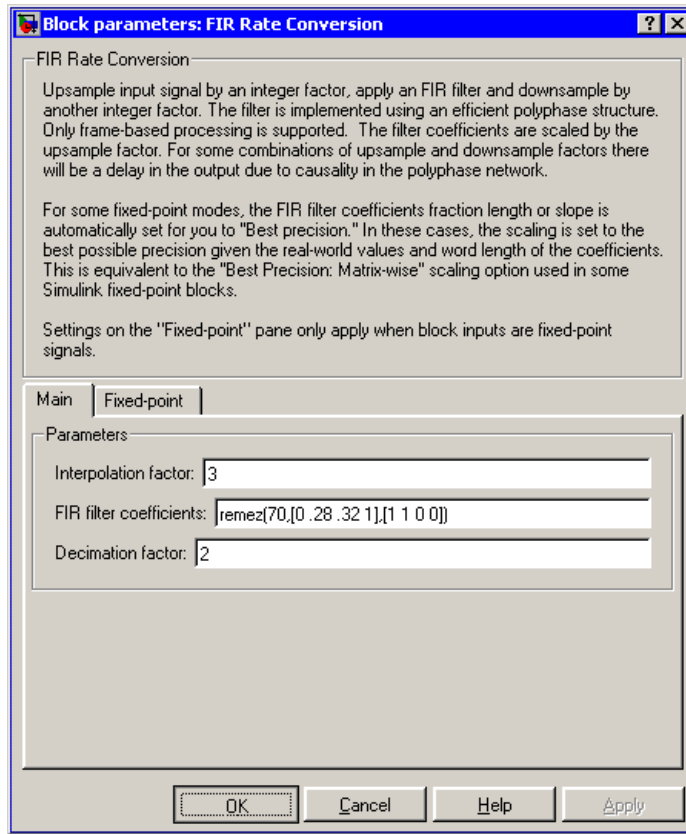 Block parameters: FIR Rate Conversion
FIR Rate Conversion
Upsample input signal by an integer factor, apply an FIR filter and downsample by
another integer factor. The filter is implemented using an efficient polyphase structure.
Only frame-based processing is supported.  The filter coefficients are scaled by the
upsample factor. For some combinations of upsample and downsample factors there
will be a delay in the output due to causality in the polyphase network.
For some fixed-point modes, the FIR filter coefficients fraction length or slope is
automatically set for you to "Best precision." In these cases, the scaling is set to the
best possible precision given the real-world values and word length of the coefficients.
This is equivalent to the "Best Precision: Matrix-wise" scaling option used in some
Simulink fixed-point blocks.
Settings on the "Fixed-point" pane only apply when block inputs are fixed-point
signals.
Main Fixed-point
Parameters
Interpolation factor: 3
FIR filter coefficients: remez(70,[0 .28 .32 1],[1 1 0 0])
Decimation factor: 2
OK Cancel Help Apply